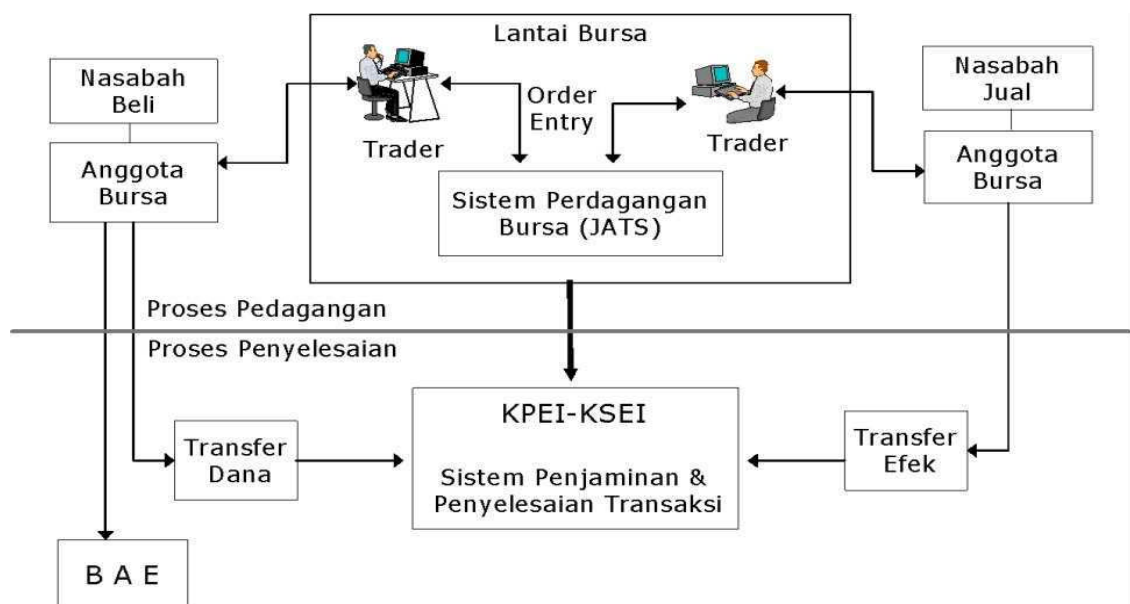 Lantai Bursa
Nasabah
Beli
Anggota
Bursa
Trader
Order
Entry
Trader
Nasabah
Jual
Anggota
Bursa
Sistem Perdagangan
Bursa (JATS)
Proses Pedagangan
Proses Penyelesaian
Transfer
Dana
KPEI-KSEI
Sistem Penjaminan &
Penyelesaian Transaksi
Transfer
Efek
B A E